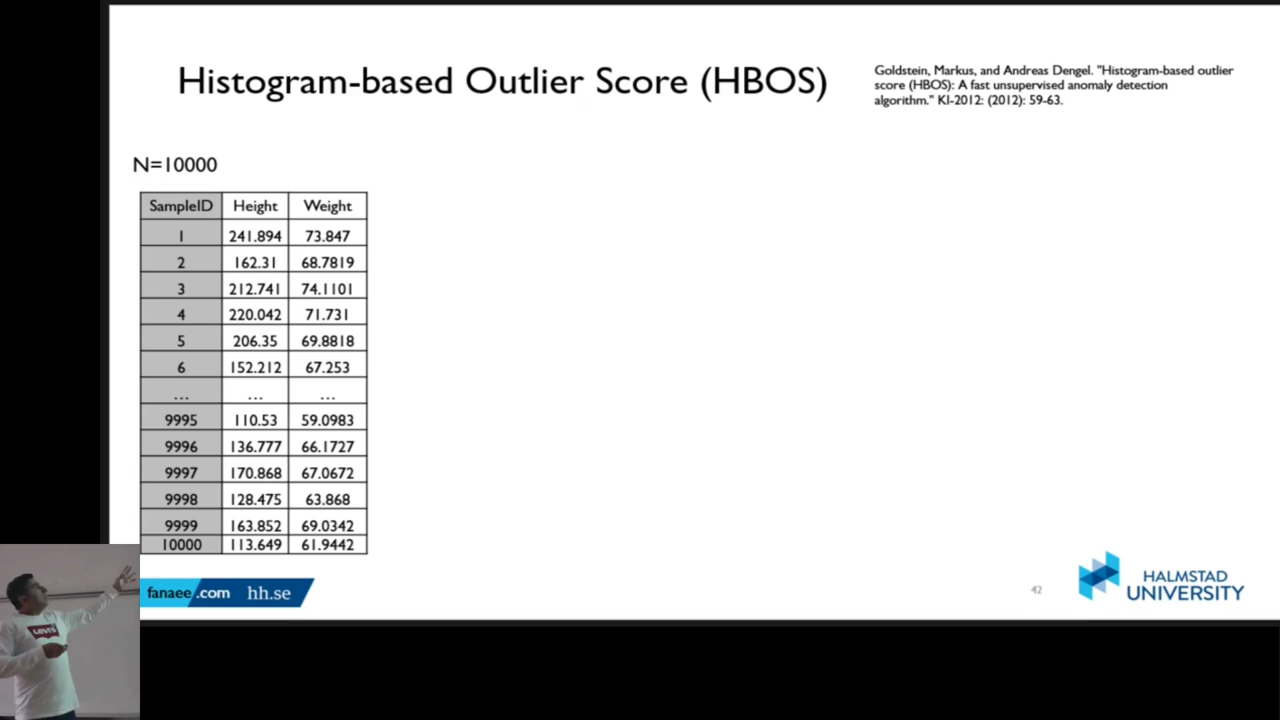 Histogram-based Outlier Score (HBOS)
Goldstein, Markus, and Andreas Dengel. "Histogram-based outlier
score (HBOS): A fast unsupervised anomaly detection
algorithm." KI-2012: (2012): 59-63.
N=10000
SampleID Height Weight
1 241.894 73.847
2 162.31 68.7819
3 212.741 74.1101
4 220.042 71.731
5 206.35 69.8818
6 152.212 67.253
... ... ...
9995 110.53 59.0983
9996 136.777 66.1727
9997 170.868 67.0672
9998 128.475 63.868
9999 163.852 69.0342
10000 113.649 61.9442
LEVI'S
fanaee.com hh.se
42
HALMSTAD
UNIVERSITY